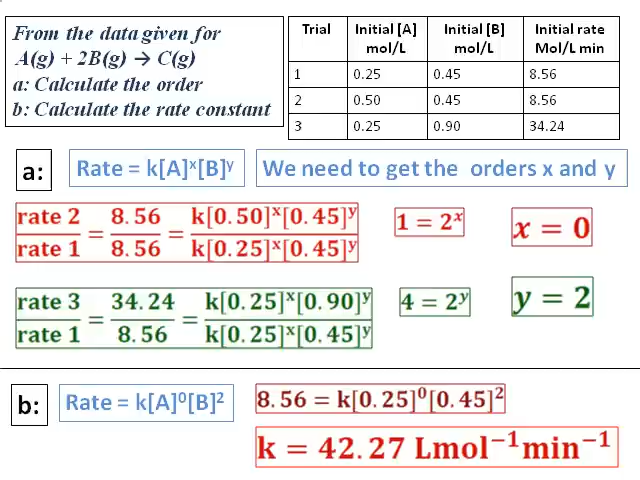 From the data given for
A(g) + 2B(g) → C(g)
a: Calculate the order
b: Calculate the rate constant
Trial Initial [A] mol/L Initial [B] mol/L Initial rate Mol/L min
1 0.25 0.45 8.56
2 0.50 0.45 8.56
3 0.25 0.90 34.24
a: Rate = k[A]ˣ[B]ʸ We need to get the orders x and y
rate 2 / rate 1 = 8.56 / 8.56 = k[0.50]ˣ[0.45]ʸ / k[0.25]ˣ[0.45]ʸ 1 = 2ˣ x = 0
rate 3 / rate 1 = 34.24 / 8.56 = k[0.25]ˣ[0.90]ʸ / k[0.25]ˣ[0.45]ʸ 4 = 2ʸ y = 2
b: Rate = k[A]⁰[B]² 8.56 = k[0.25]⁰[0.45]²
k = 42.27 Lmol⁻¹min⁻¹